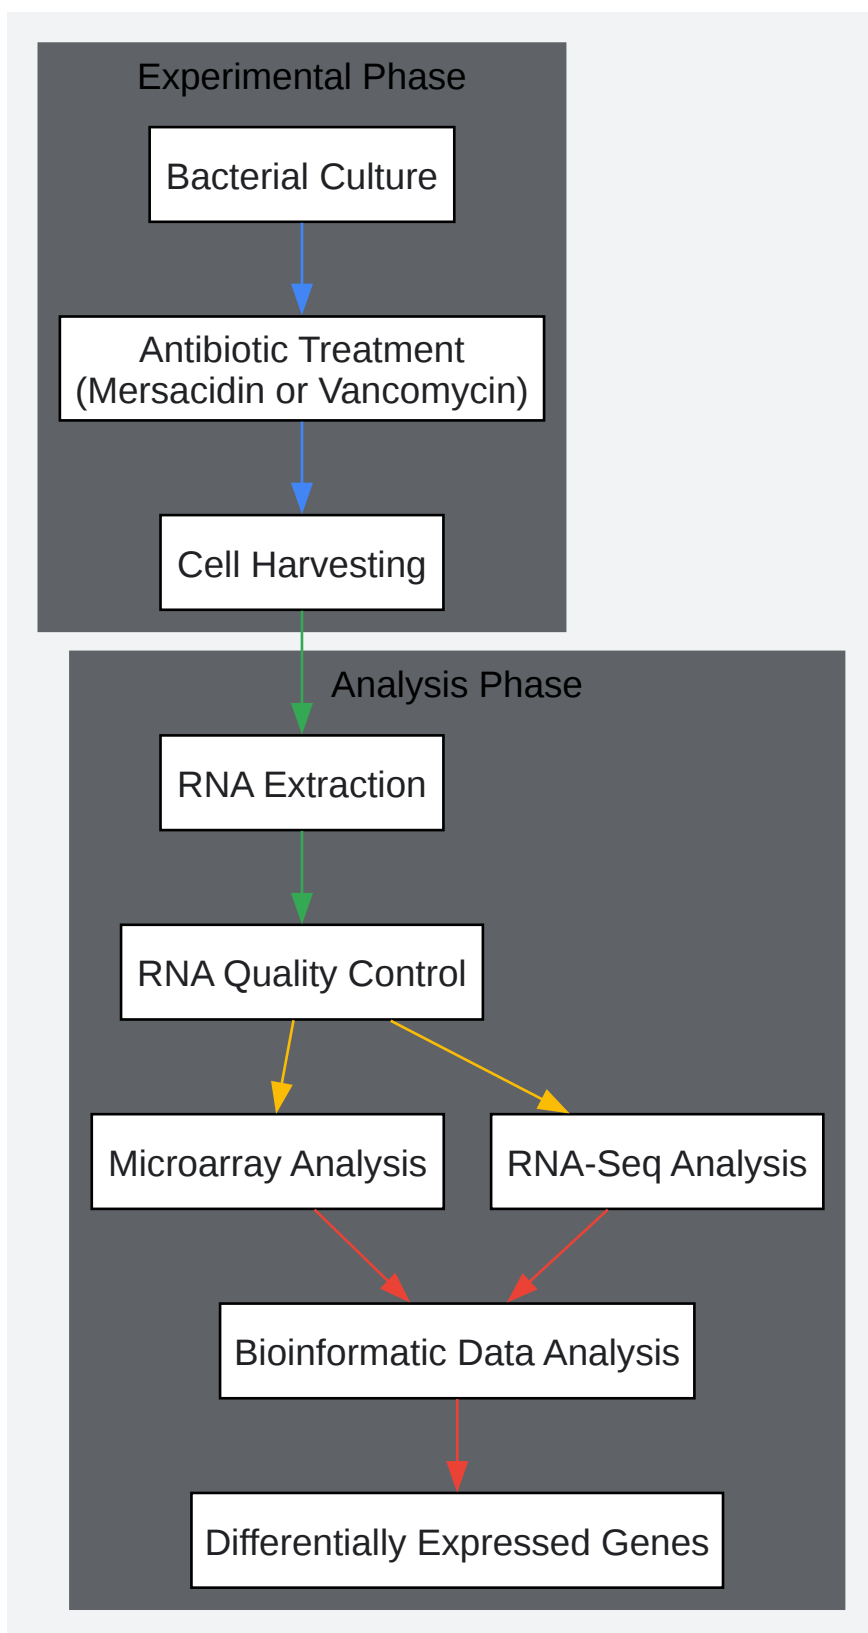 Experimental Phase
Bacterial Culture
Antibiotic Treatment
(Mersacidin or Vancomycin)
Cell Harvesting
Analysis Phase
RNA Extraction
RNA Quality Control
Microarray Analysis
RNA-Seq Analysis
Bioinformatic Data Analysis
Differentially Expressed Genes